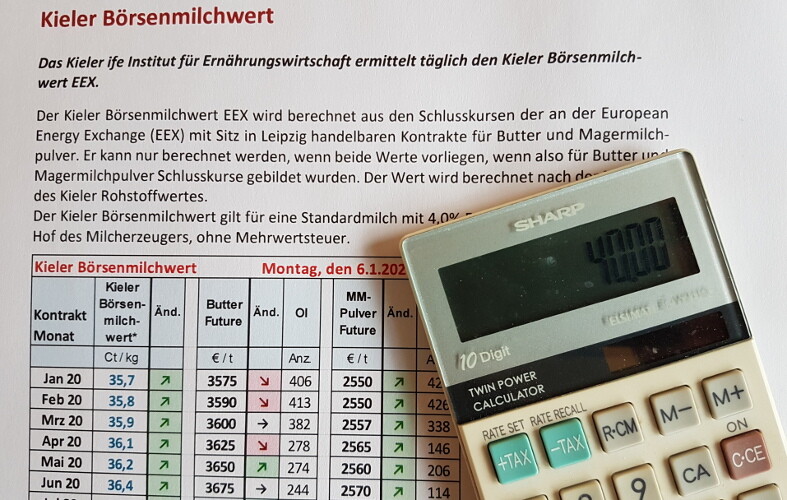 Kieler Börsenmilchwert
Das Kieler ife Institut für Ernährungswirtschaft ermittelt täglich den Kieler Börsenmilch-
wert EEX.
Der Kieler Börsenmilchwert EEX wird berechnet aus den Schlusskursen der an der European
Energy Exchange (EEX) mit Sitz in Leipzig handelbaren Kontrakte für Butter und Magermilch-
pulver. Er kann nur berechnet werden, wenn beide Werte vorliegen, wenn also für Butter und
Magermilchpulver Schlusskurse gebildet wurden. Der Wert wird berechnet nach
des Kieler Rohstoffwertes.
Der Kieler Börsenmilchwert gilt für eine Standardmilch mit 4,0%
Hof des Milcherzeugers, ohne Mehrwertsteuer.
Kieler Börsenmilchwert Montag, den 6.1.202
Kontrakt Monat Kieler Börsen-milch-wert* Änd. Butter Future Änd. OI MM-Pulver Future Änd.
Ct/kg €/t Anz. €/t A
Jan 20 35,7 ↗ 3575 ↘ 406 2550 ↗ 42
Feb 20 35,8 ↗ 3590 ↘ 413 2550 ↗ 426
Mrz 20 35,9 ↗ 3600 → 382 2557 ↗ 338
Apr 20 36,1 ↗ 3625 ↘ 278 2565 ↗ 146
Mai 20 36,2 ↗ 3650 ↗ 274 2560 ↗ 206
Jun 20 36,4 ↗ 3675 → 244 2570 ↗ 114
SHARP
40.00
10 Digit
TWIN POWER
CALCULATOR
RATE SET RATE RECALL
+TAX -TAX R·CM M− M+
ON
9 CA C·CE